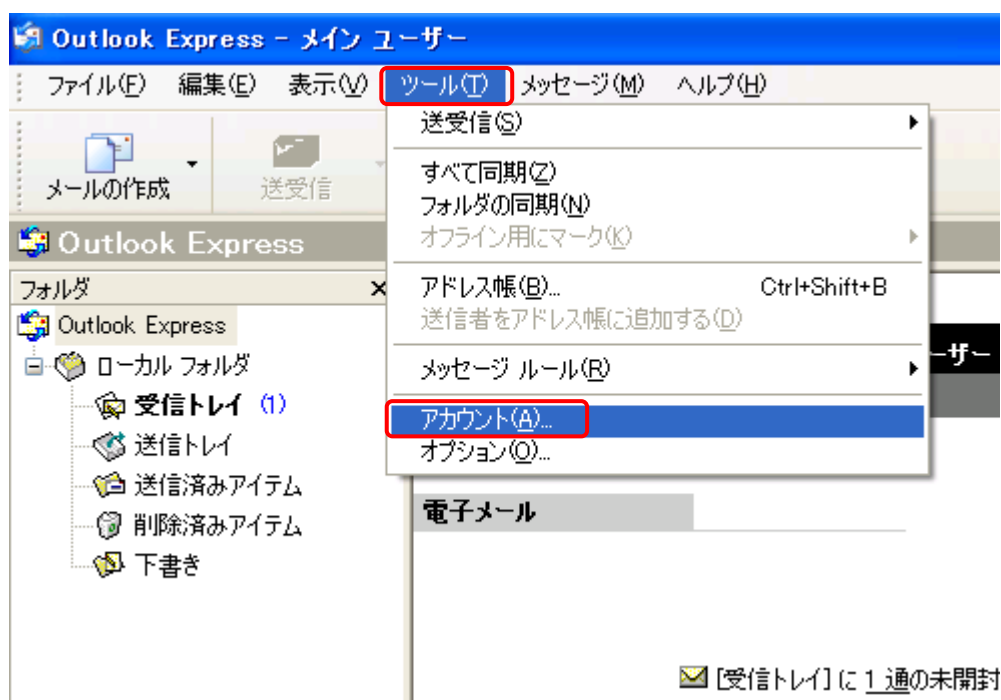 Outlook Express - メイン ユーザー
ファイル(F) 編集(E) 表示(V) ツール(T) メッセージ(M) ヘルプ(H)
メールの作成 送受信
Outlook Express
フォルダ ×
Outlook Express
ローカル フォルダ
受信トレイ (1)
送信トレイ
送信済みアイテム
削除済みアイテム
下書き
送受信(S)
すべて同期(Z)
フォルダの同期(N)
オフライン用にマーク(K)
アドレス帳(B)... Ctrl+Shift+B
送信者をアドレス帳に追加する(D)
メッセージ ルール(R)
アカウント(A)...
オプション(O)...
ーザー
電子メール
[受信トレイ] に 1 通の未開封